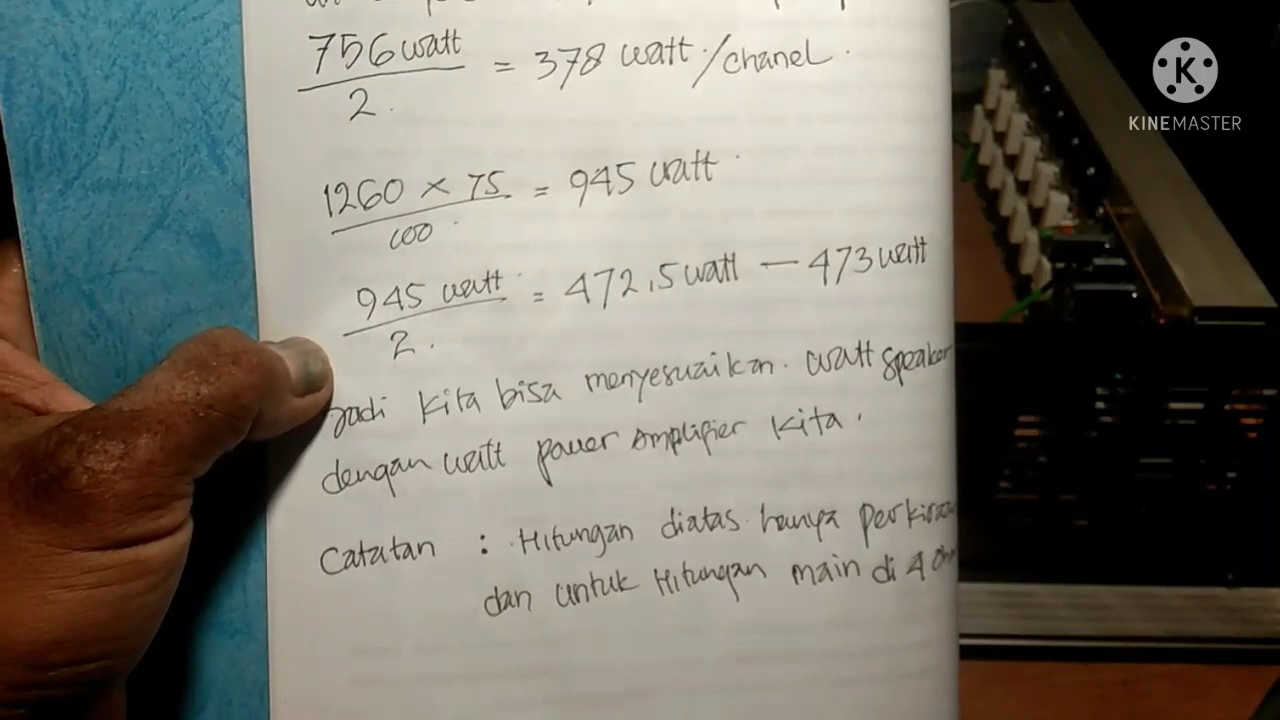 756 watt
2.
= 378 watt/chanel.
1260 × 75
100
= 945 watt
945 watt
2.
= 472,5 watt — 473 watt
Jadi kita bisa menyesuaikan. watt speaker
dengan watt power amplifier kita.
Catatan : Hitungan diatas hanya
dan untuk Hitungan main di 4
KINEMASTER